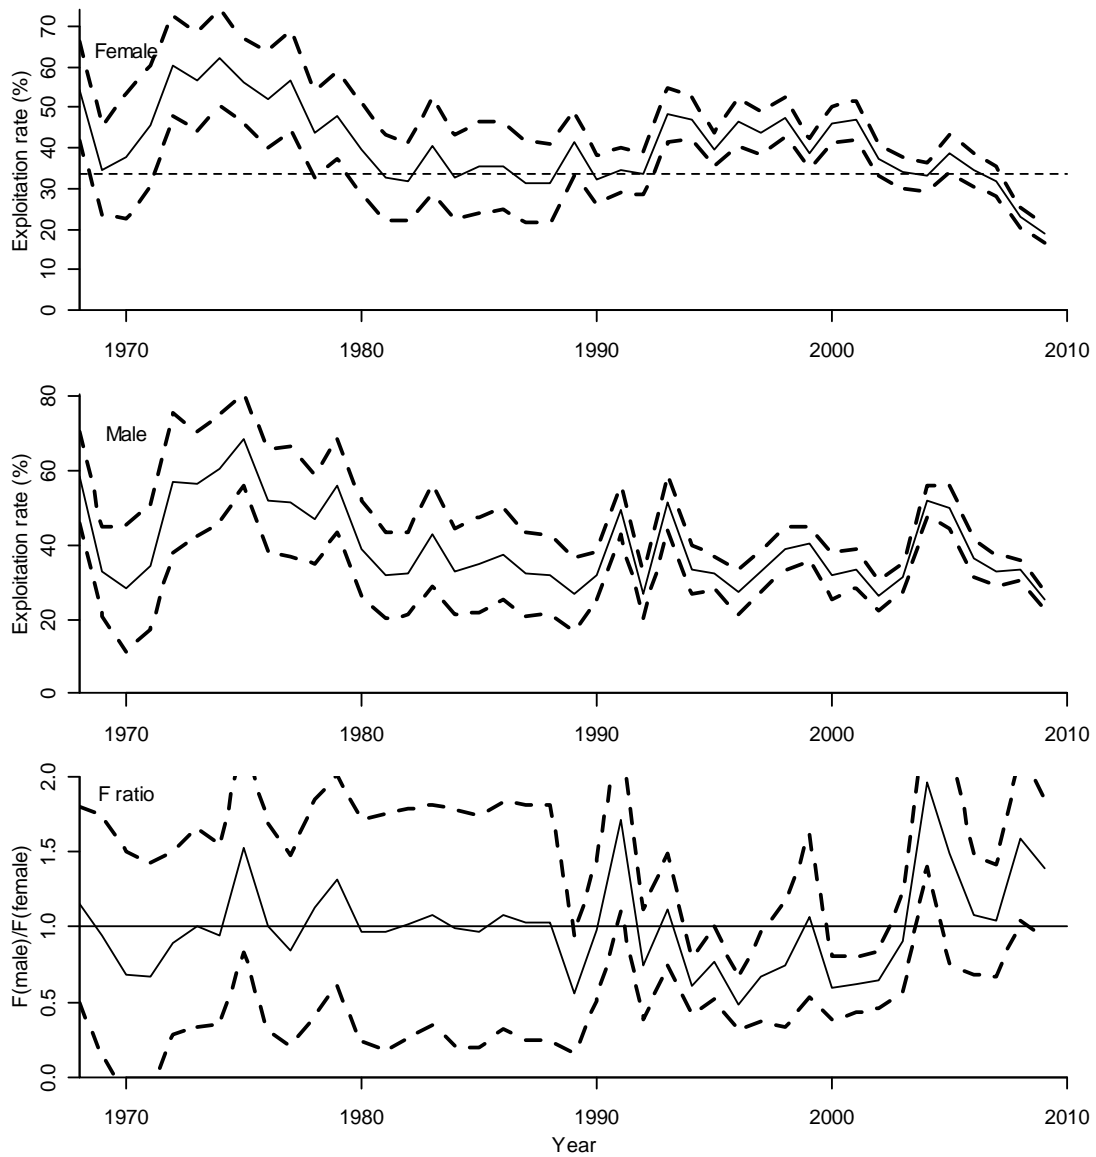 Exploitation rate (%)
70
60
50
40
30
20
10
0
Female
1970 1980 1990 2000 2010
Exploitation rate (%)
80
60
40
20
0
Male
1970 1980 1990 2000 2010
F(male)/F(female)
2.0
1.5
1.0
0.5
0.0
F ratio
1970 1980 1990 2000 2010
Year